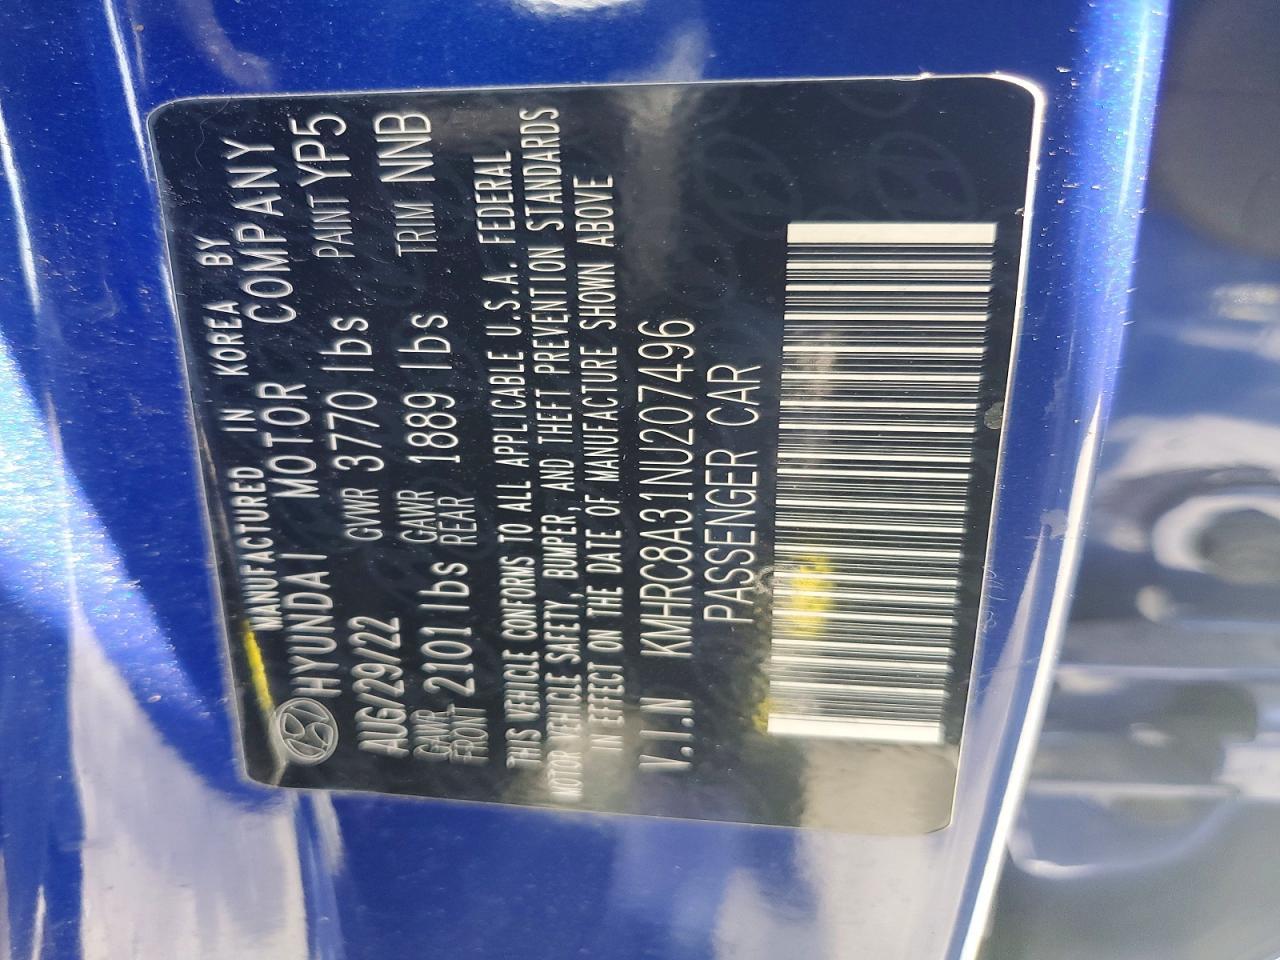 MANUFACTURED IN KOREA BY
HYUNDAI MOTOR COMPANY
AUG/29/22 GVWR 3770 lbs PAINT YP5
GAWR FRONT 2101 lbs GAWR REAR 1889 lbs TRIM NNB
THIS VEHICLE CONFORMS TO ALL APPLICABLE U.S.A. FEDERAL
MOTOR VEHICLE SAFETY, BUMPER, AND THEFT PREVENTION STANDARDS
IN EFFECT ON THE DATE OF MANUFACTURE SHOWN ABOVE
V.I.N KMHRC8A31NU207496
PASSENGER CAR